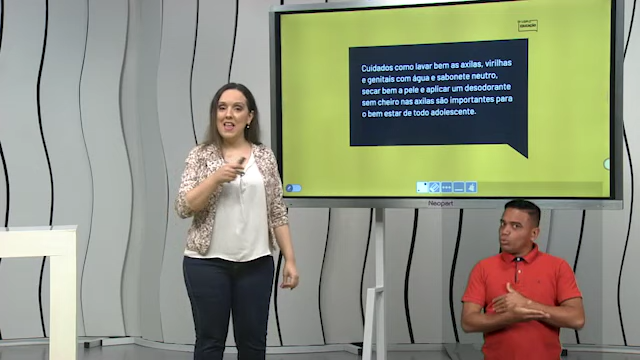 EDUCAÇÃO
Cuidados como lavar bem as axilas, virilhas
e genitais com água e sabonete neutro,
secar bem a pele e aplicar um desodorante
sem cheiro nas axilas são importantes para
o bem estar de todo adolescente.
Neopert